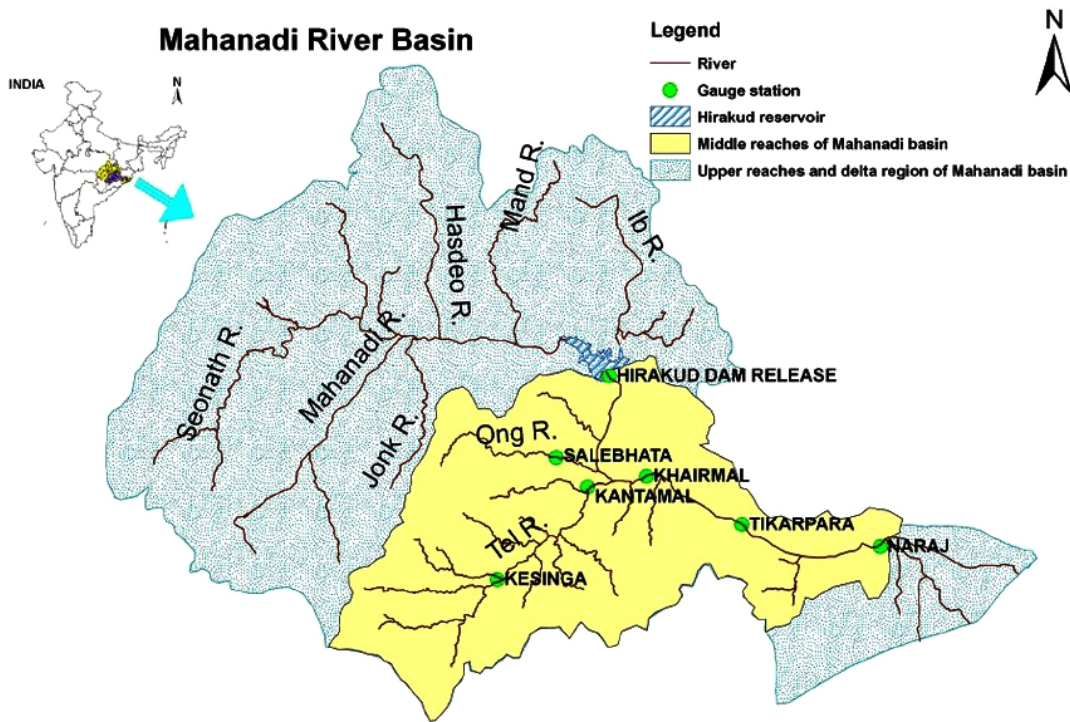 Mahanadi River Basin
INDIA
N
Legend
River
Gauge station
Hirakud reservoir
Middle reaches of Mahanadi basin
Upper reaches and delta region of Mahanadi basin
N
Hasdeo R.
Mand R.
Ib R.
Seonath R.
Mahanadi R.
Jonk R.
HIRAKUD DAM RELEASE
Ong R.
SALEBHATA
KHAIRMAL
KANTAMAL
Tel R.
TIKARPARA
NARAJ
KESINGA